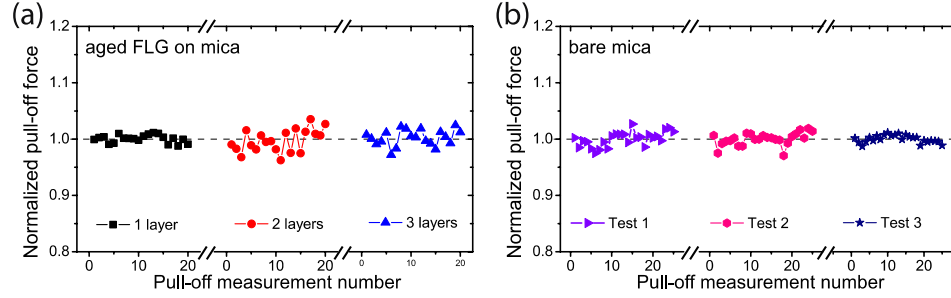 (a)
aged FLG on mica
Normalized pull-off force
1.2
1.1
1.0
0.9
0.8
1 layer
2 layers
3 layers
0 10 20 0 10 20 0 10 20
Pull-off measurement number
(b)
bare mica
Normalized pull-off force
1.2
1.1
1.0
0.9
0.8
Test 1
Test 2
Test 3
0 10 20 0 10 20 0 10 20
Pull-off measurement number